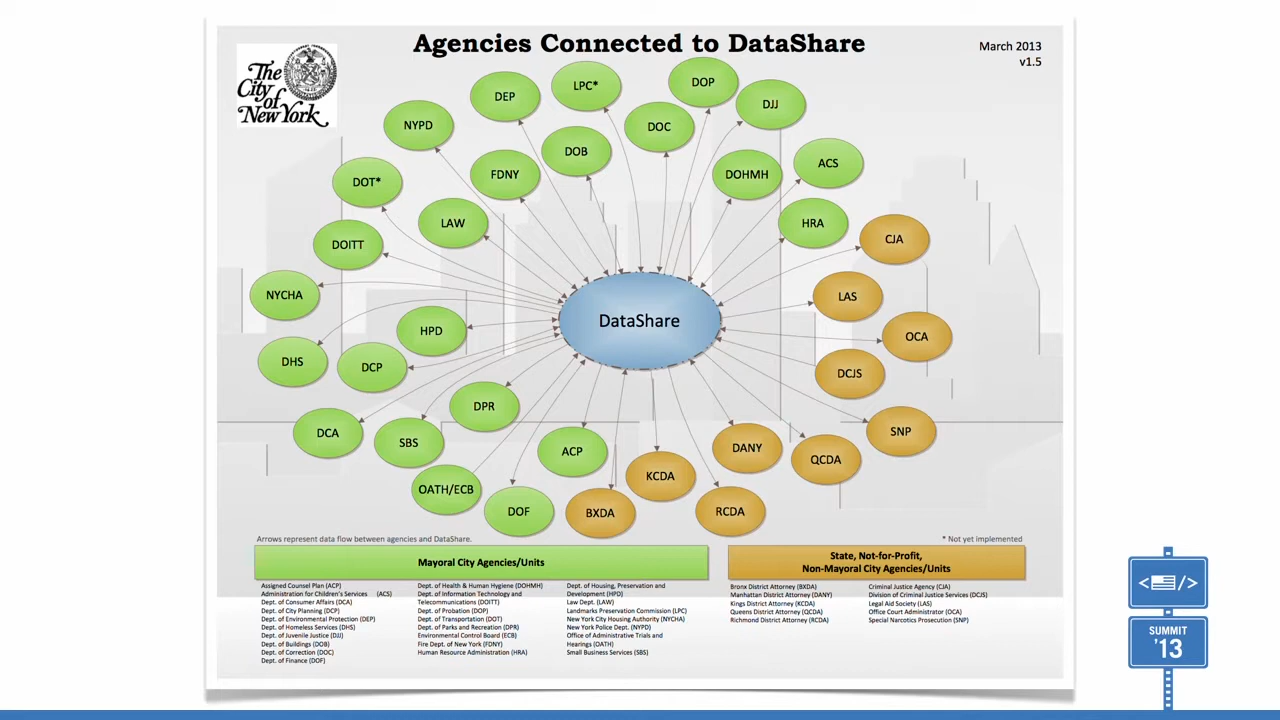 Agencies Connected to DataShare
March 2013
v1.5
The
City
of
New York
DEP
LPC*
DOP
DJJ
NYPD
DOC
DOB
ACS
FDNY
DOHMH
DOT*
LAW
HRA
CJA
DOITT
NYCHA
LAS
DataShare
HPD
OCA
DHS
DCP
DCJS
DPR
DCA
SBS
SNP
ACP
DANY
QCDA
KCDA
OATH/ECB
DOF
BXDA
RCDA
Arrows represent data flow between agencies and DataShare.
* Not yet implemented
Mayoral City Agencies/Units
Assigned Counsel Plan (ACP)
Administration for Children's Services (ACS)
Dept. of Consumer Affairs (DCA)
Dept. of City Planning (DCP)
Dept. of Environmental Protection (DEP)
Dept. of Homeless Services (DHS)
Dept. of Juvenile Justice (DJJ)
Dept. of Buildings (DOB)
Dept. of Correction (DOC)
Dept. of Finance (DOF)
Dept. of Health & Human Hygiene (DOHMH)
Dept. of Information Technology and
Telecommunications (DOITT)
Dept. of Probation (DOP)
Dept. of Transportation (DOT)
Dept. of Parks and Recreation (DPR)
Environmental Control Board (ECB)
Fire Dept. of New York (FDNY)
Human Resource Administration (HRA)
Dept. of Housing, Preservation and
Development (HPD)
Law Dept. (LAW)
Landmarks Preservation Commission (LPC)
New York City Housing Authority (NYCHA)
New York Police Dept. (NYPD)
Office of Administrative Trials and
Hearings (OATH)
Small Business Services (SBS)
State, Not-for-Profit,
Non-Mayoral City Agencies/Units
Bronx District Attorney (BXDA)
Manhattan District Attorney (DANY)
Kings District Attorney (KCDA)
Queens District Attorney (QCDA)
Richmond District Attorney (RCDA)
Criminal Justice Agency (CJA)
Division of Criminal Justice Services (DCJS)
Legal Aid Society (LAS)
Office Court Administrator (OCA)
Special Narcotics Prosecution (SNP)
< />
SUMMIT
'13